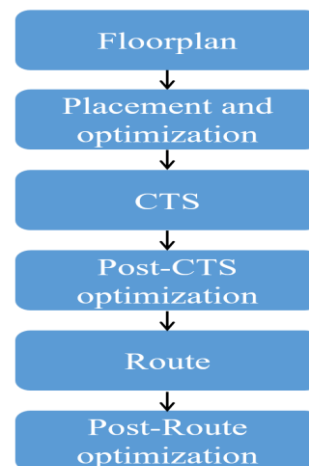 Floorplan
Placement and
optimization
CTS
Post-CTS
optimization
Route
Post-Route
optimization